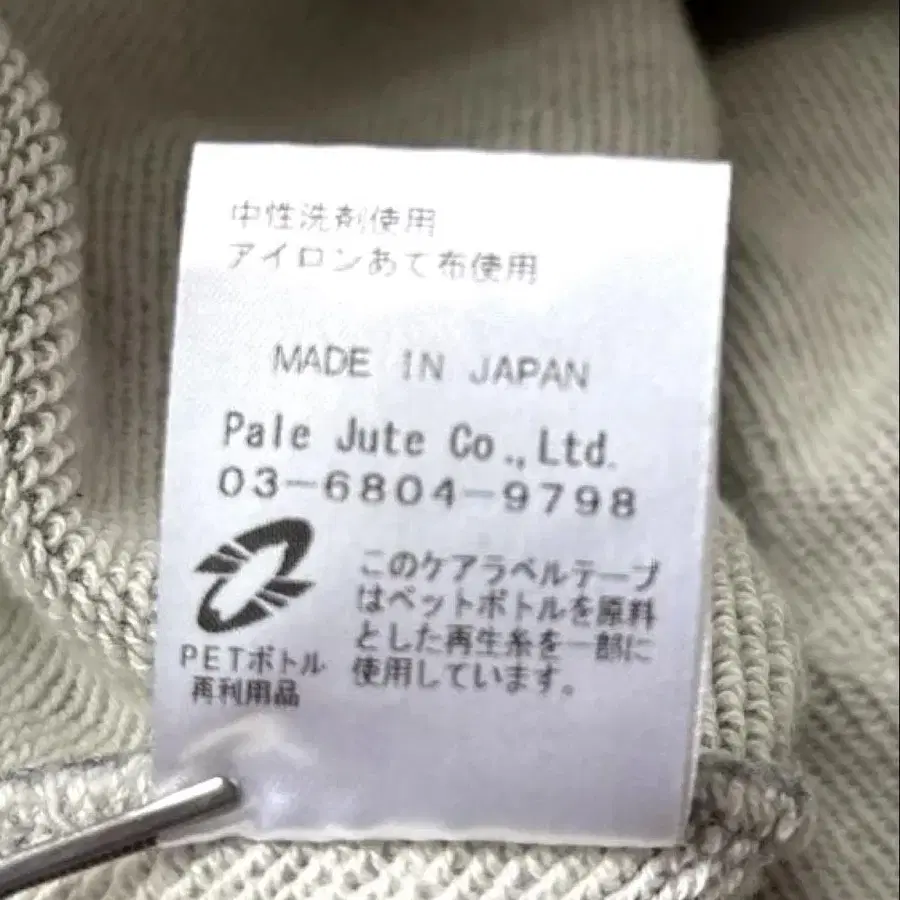 中性洗剤使用
アイロンあて布使用
MADE IN JAPAN
Pale Jute Co.,Ltd.
03-6804-9798
このケアラベルテープ
はペットボトルを原料
とした再生糸を一部に
使用しています。
PETボトル
再利用品